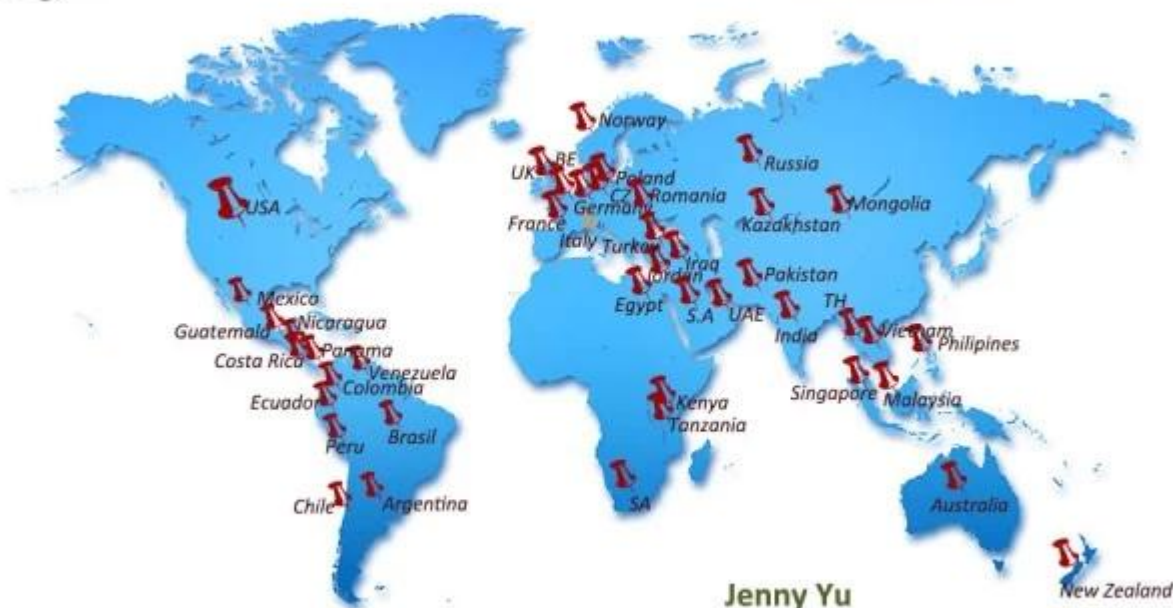 Norway
BE
UK
Russia
Poland
CZ
Romania
USA
Mongolia
Germany
France
Kazakhstan
Italy
Turkey
Iraq
Jordan
Pakistan
Mexico
Egypt
S.A
UAE
TH
Guatemala
Nicaragua
India
Vietnam
Philipines
Costa Rica
Panama
Venezuela
Singapore
Malaysia
Colombia
Ecuador
Kenya
Tanzania
Brasil
Peru
Chile
Argentina
SA
Australia
New Zealand
Jenny Yu